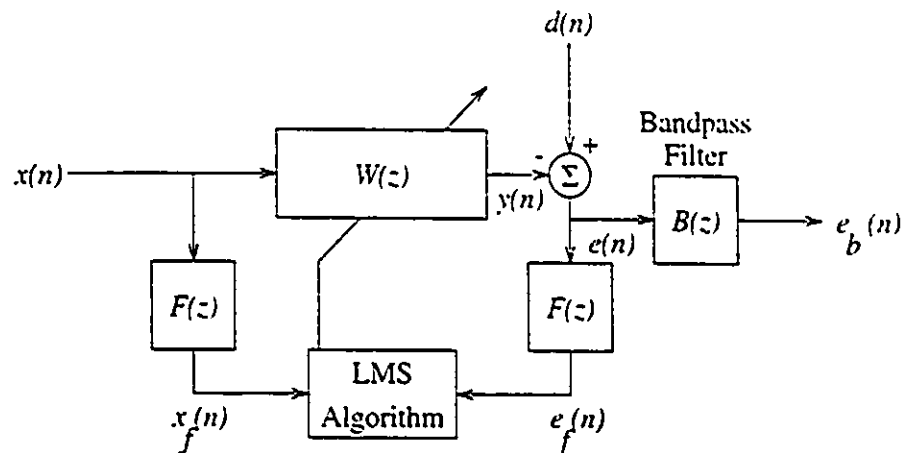 d(n)
Bandpass
Filter
+
-
x(n)
W(z)
y(n)
Σ
B(z)
e_b(n)
e(n)
F(z)
F(z)
LMS
Algorithm
x_f(n)
e_f(n)